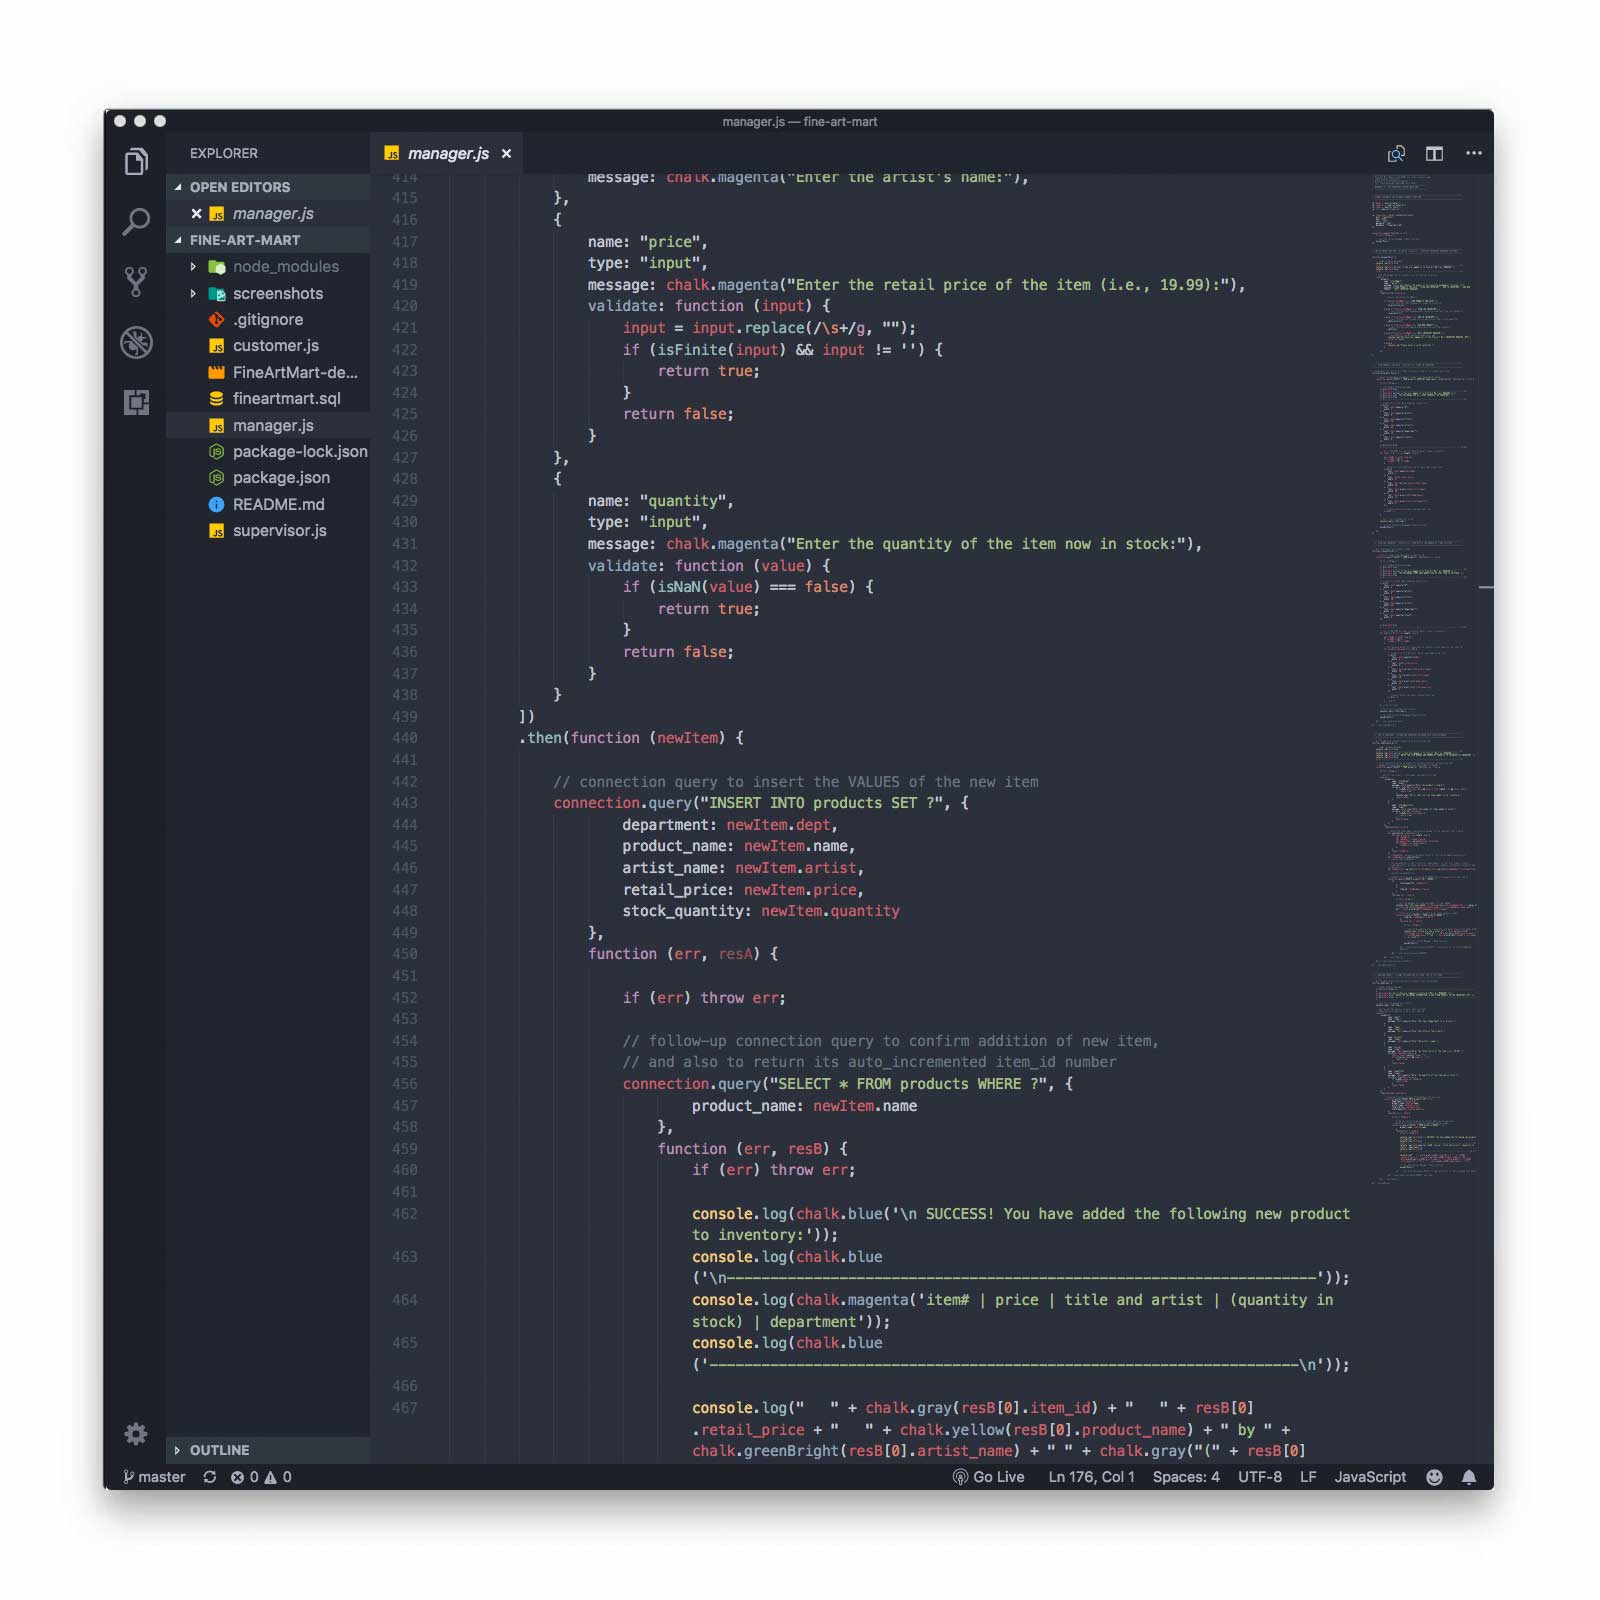 manager.js — fine-art-mart
EXPLORER
OPEN EDITORS
manager.js
FINE-ART-MART
node_modules
screenshots
.gitignore
customer.js
FineArtMart-de...
fineartmart.sql
manager.js
package-lock.json
package.json
README.md
supervisor.js
OUTLINE
manager.js
414 message: chalk.magenta("Enter the artist's name:"),
415 },
416 {
417 name: "price",
418 type: "input",
419 message: chalk.magenta("Enter the retail price of the item (i.e., 19.99):"),
420 validate: function (input) {
421 input = input.replace(/\s+/g, "");
422 if (isFinite(input) && input != '') {
423 return true;
424 }
425 return false;
426 }
427 },
428 {
429 name: "quantity",
430 type: "input",
431 message: chalk.magenta("Enter the quantity of the item now in stock:"),
432 validate: function (value) {
433 if (isNaN(value) === false) {
434 return true;
435 }
436 return false;
437 }
438 }
439 ])
440 .then(function (newItem) {
441
442 // connection query to insert the VALUES of the new item
443 connection.query("INSERT INTO products SET ?", {
444 department: newItem.dept,
445 product_name: newItem.name,
446 artist_name: newItem.artist,
447 retail_price: newItem.price,
448 stock_quantity: newItem.quantity
449 },
450 function (err, resA) {
451
452 if (err) throw err;
453
454 // follow-up connection query to confirm addition of new item,
455 // and also to return its auto_incremented item_id number
456 connection.query("SELECT * FROM products WHERE ?", {
457 product_name: newItem.name
458 },
459 function (err, resB) {
460 if (err) throw err;
461
462 console.log(chalk.blue('\n SUCCESS! You have added the following new product
to inventory:'));
463 console.log(chalk.blue
('\n--------------------------------------------------------------------'));
464 console.log(chalk.magenta('item# | price | title and artist | (quantity in
stock) | department'));
465 console.log(chalk.blue
('--------------------------------------------------------------------\n'));
466
467 console.log("   " + chalk.gray(resB[0].item_id) + "   " + resB[0]
.retail_price + "   " + chalk.yellow(resB[0].product_name) + " by " +
chalk.greenBright(resB[0].artist_name) + " " + chalk.gray("(" + resB[0]
master 0 0 Go Live Ln 176, Col 1 Spaces: 4 UTF-8 LF JavaScript